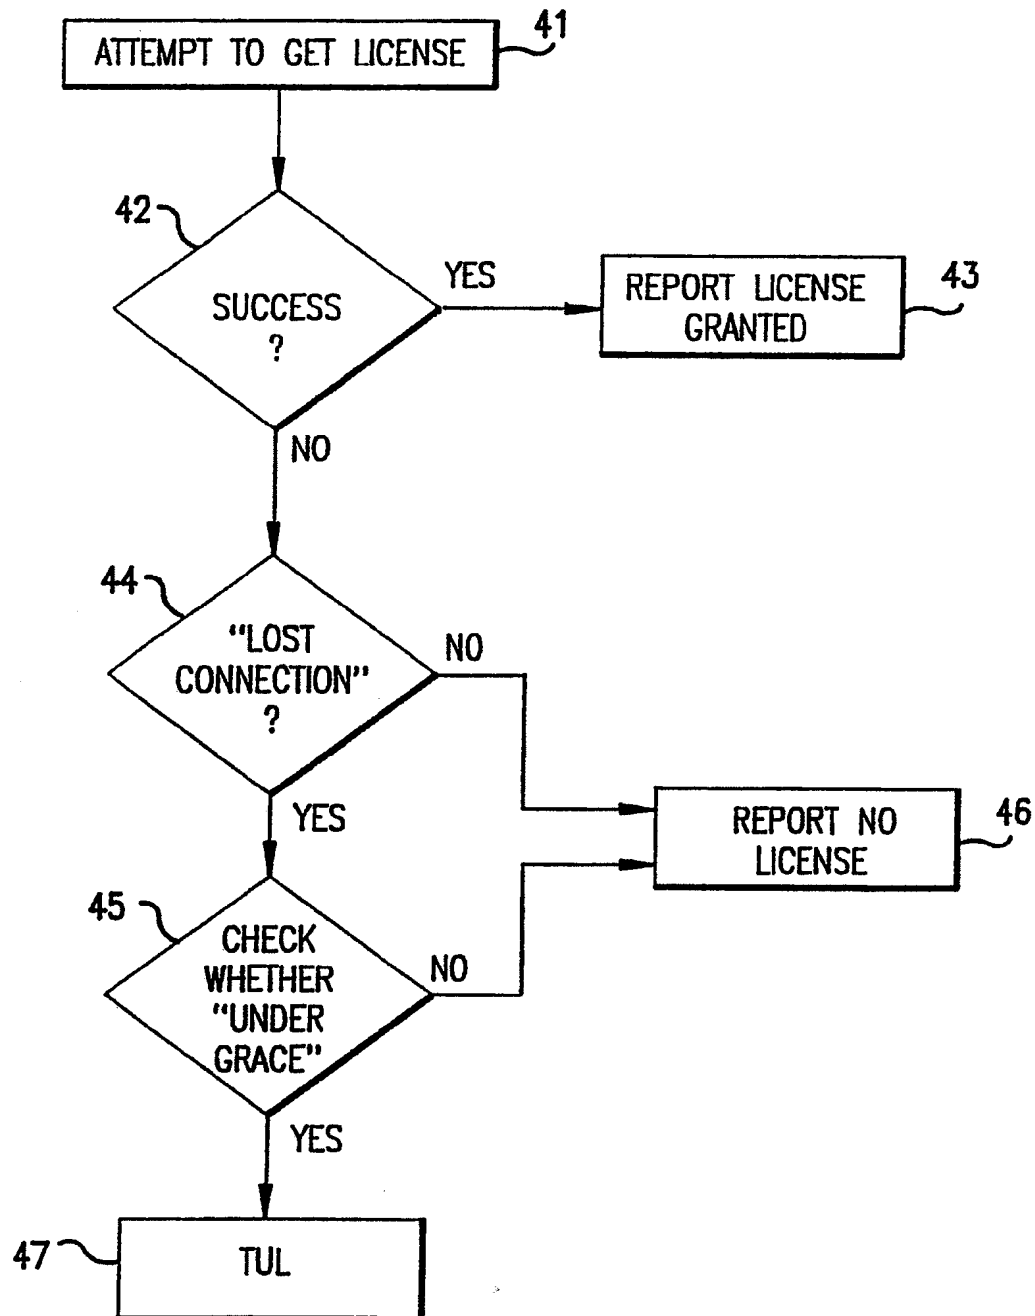 ATTEMPT TO GET LICENSE
41
42
SUCCESS
?
YES
REPORT LICENSE
GRANTED
43
NO
44
“LOST
CONNECTION”
?
NO
YES
REPORT NO
LICENSE
46
45
CHECK
WHETHER
“UNDER
GRACE”
NO
YES
47
TUL